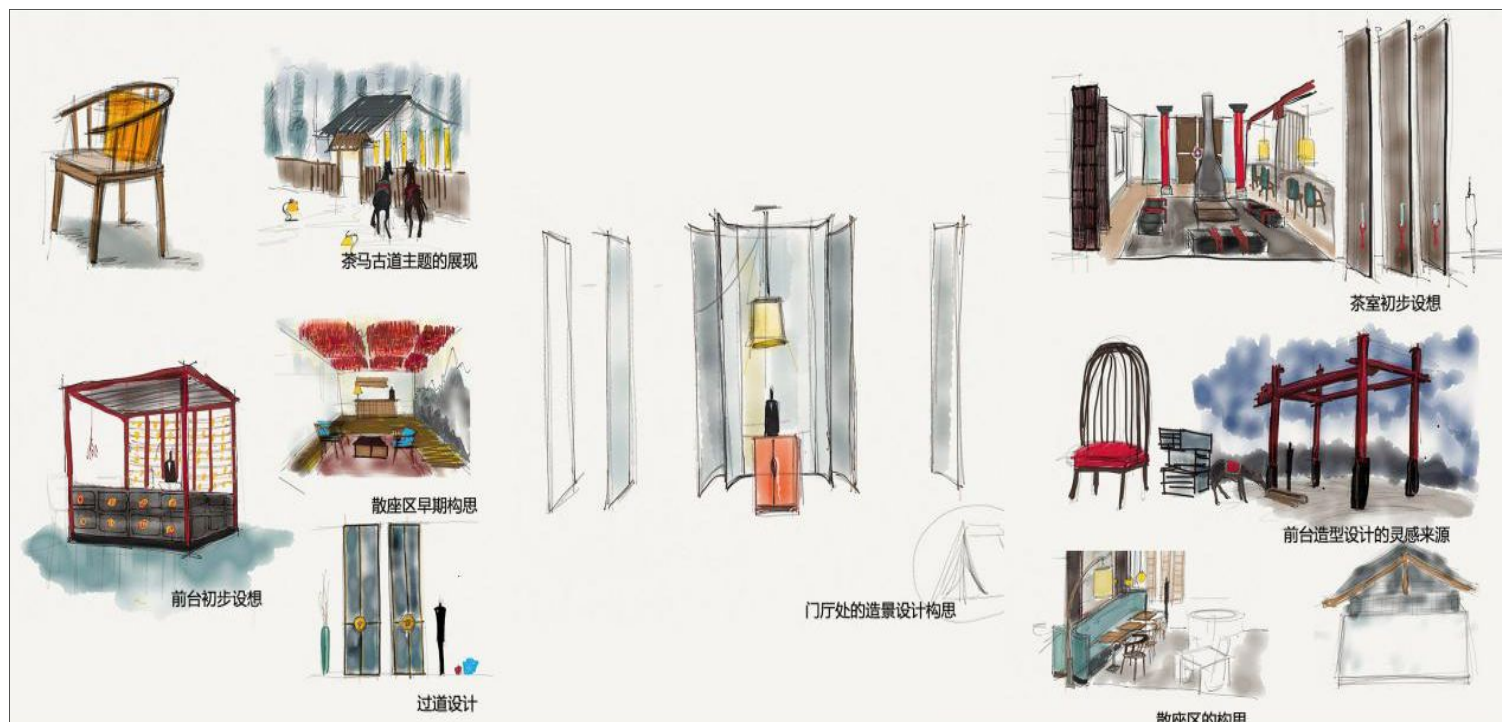 茶马古道主题的展现
茶室初步设想
散座区早期构思
前台造型设计的灵感来源
前台初步设想
门厅处的造景设计构思
过道设计
散座区的构思